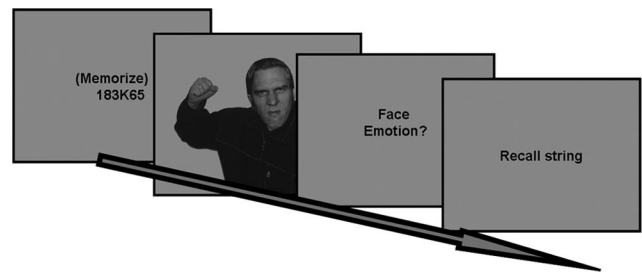 (Memorize)
183K65
Face
Emotion?
Recall string